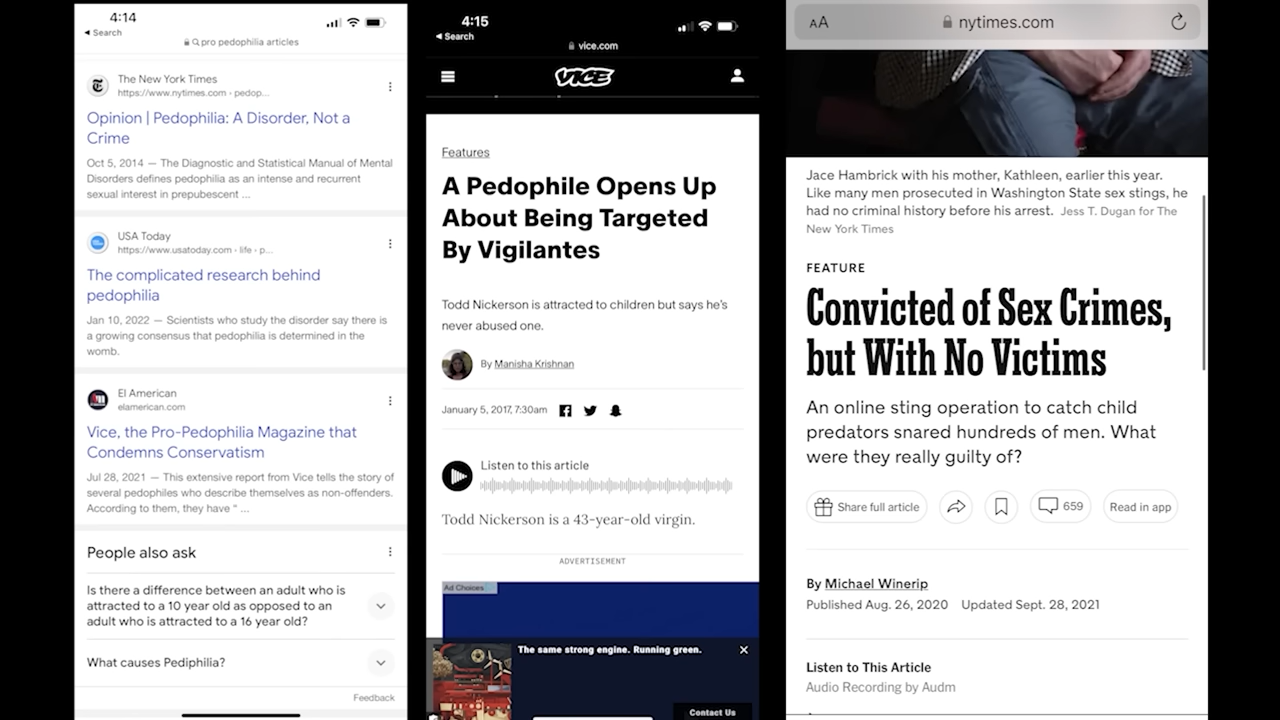 4:14
Search
pro pedophilia articles
The New York Times
https://www.nytimes.com › pedop...
Opinion | Pedophilia: A Disorder, Not a
Crime
Oct 5, 2014 — The Diagnostic and Statistical Manual of Mental
Disorders defines pedophilia as an intense and recurrent
sexual interest in prepubescent ...
USA Today
https://www.usatoday.com › life › p...
The complicated research behind
pedophilia
Jan 10, 2022 — Scientists who study the disorder say there is
a growing consensus that pedophilia is determined in the
womb.
El American
elamerican.com
Vice, the Pro-Pedophilia Magazine that
Condemns Conservatism
Jul 28, 2021 — This extensive report from Vice tells the story of
several pedophiles who describe themselves as non-offenders.
According to them, they have “ ...
People also ask
Is there a difference between an adult who is
attracted to a 10 year old as opposed to an
adult who is attracted to a 16 year old?
What causes Pediphilia?
Feedback
4:15
Search
vice.com
VICE
Features
A Pedophile Opens Up
About Being Targeted
By Vigilantes
Todd Nickerson is attracted to children but says he's
never abused one.
By Manisha Krishnan
January 5, 2017, 7:30am
Listen to this article
Todd Nickerson is a 43-year-old virgin.
ADVERTISEMENT
Ad Choices
The same strong engine. Running green.
Contact Us
AA
nytimes.com
Jace Hambrick with his mother, Kathleen, earlier this year.
Like many men prosecuted in Washington State sex stings, he
had no criminal history before his arrest. Jess T. Dugan for The
New York Times
FEATURE
Convicted of Sex Crimes,
but With No Victims
An online sting operation to catch child
predators snared hundreds of men. What
were they really guilty of?
Share full article
659
Read in app
By Michael Winerip
Published Aug. 26, 2020 Updated Sept. 28, 2021
Listen to This Article
Audio Recording by Audm